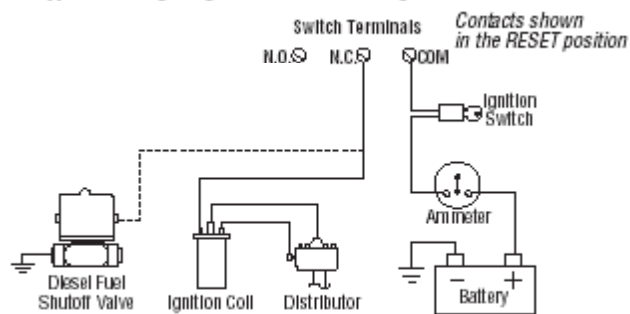 Switch Terminals
Contacts shown
in the RESET position
N.O. N.C. COM
Ignition
Switch
Ammeter
Diesel Fuel
Shutoff Valve
Ignition Coil
Distributor
- +
Battery